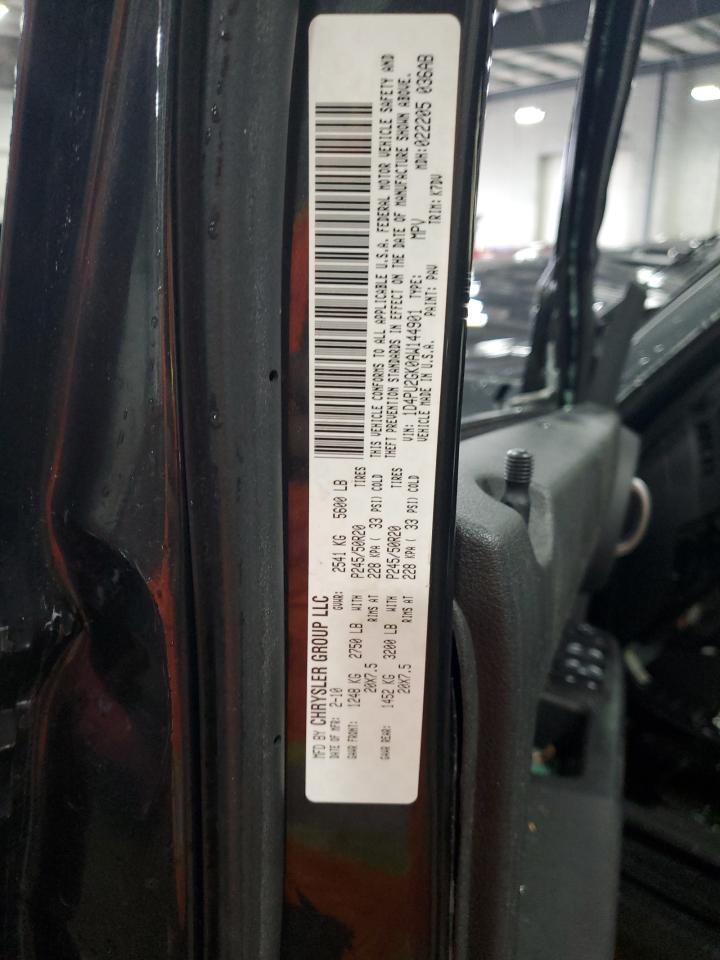 MFD BY CHRYSLER GROUP LLC
DATE OF MFR: 2-10 GVWR: 2541 KG 5600 LB
GAWR FRONT: 1248 KG 2750 LB WITH P245/50R20 TIRES
20X7.5 RIMS AT 228 KPA ( 33 PSI) COLD
GAWR REAR: 1452 KG 3200 LB WITH P245/50R20 TIRES
20X7.5 RIMS AT 228 KPA ( 33 PSI) COLD
THIS VEHICLE CONFORMS TO ALL APPLICABLE U.S.A. FEDERAL MOTOR VEHICLE SAFETY AND
THEFT PREVENTION STANDARDS IN EFFECT ON THE DATE OF MANUFACTURE SHOWN ABOVE.
VIN: 1D4PU2GK0AW144901 TYPE: MPV MDH: 022205 036AB
VEHICLE MADE IN U.S.A. PAINT: PAV TRIM: K7DV